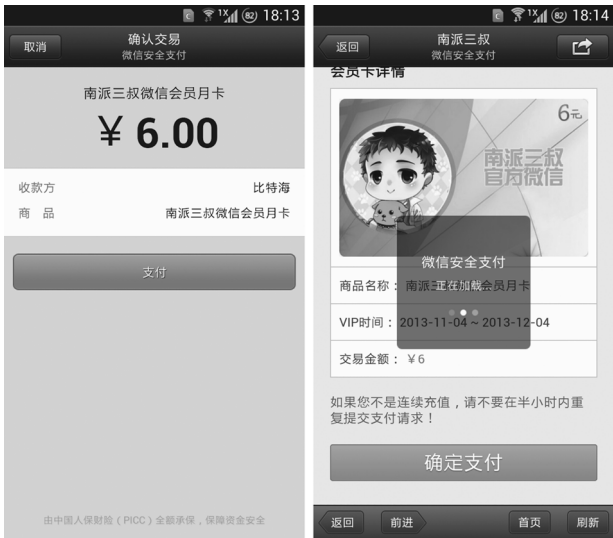 1X 82 18:13
取消
确认交易
微信安全支付
南派三叔微信会员月卡
￥6.00
收款方 比特海
商 品 南派三叔微信会员月卡
支付
由中国人保财险（PICC）全额承保，保障资金安全
1X 82 18:14
返回
南派三叔
微信安全支付
会员卡详情
6元
南派三叔
官方微信
微信安全支付
正在加载
商品名称： 南派三 会员月卡
VIP时间： 2013-11-04 ~ 2013-12-04
交易金额： ￥6
如果您不是连续充值，请不要在半小时内重
复提交支付请求！
确定支付
返回 前进 首页 刷新